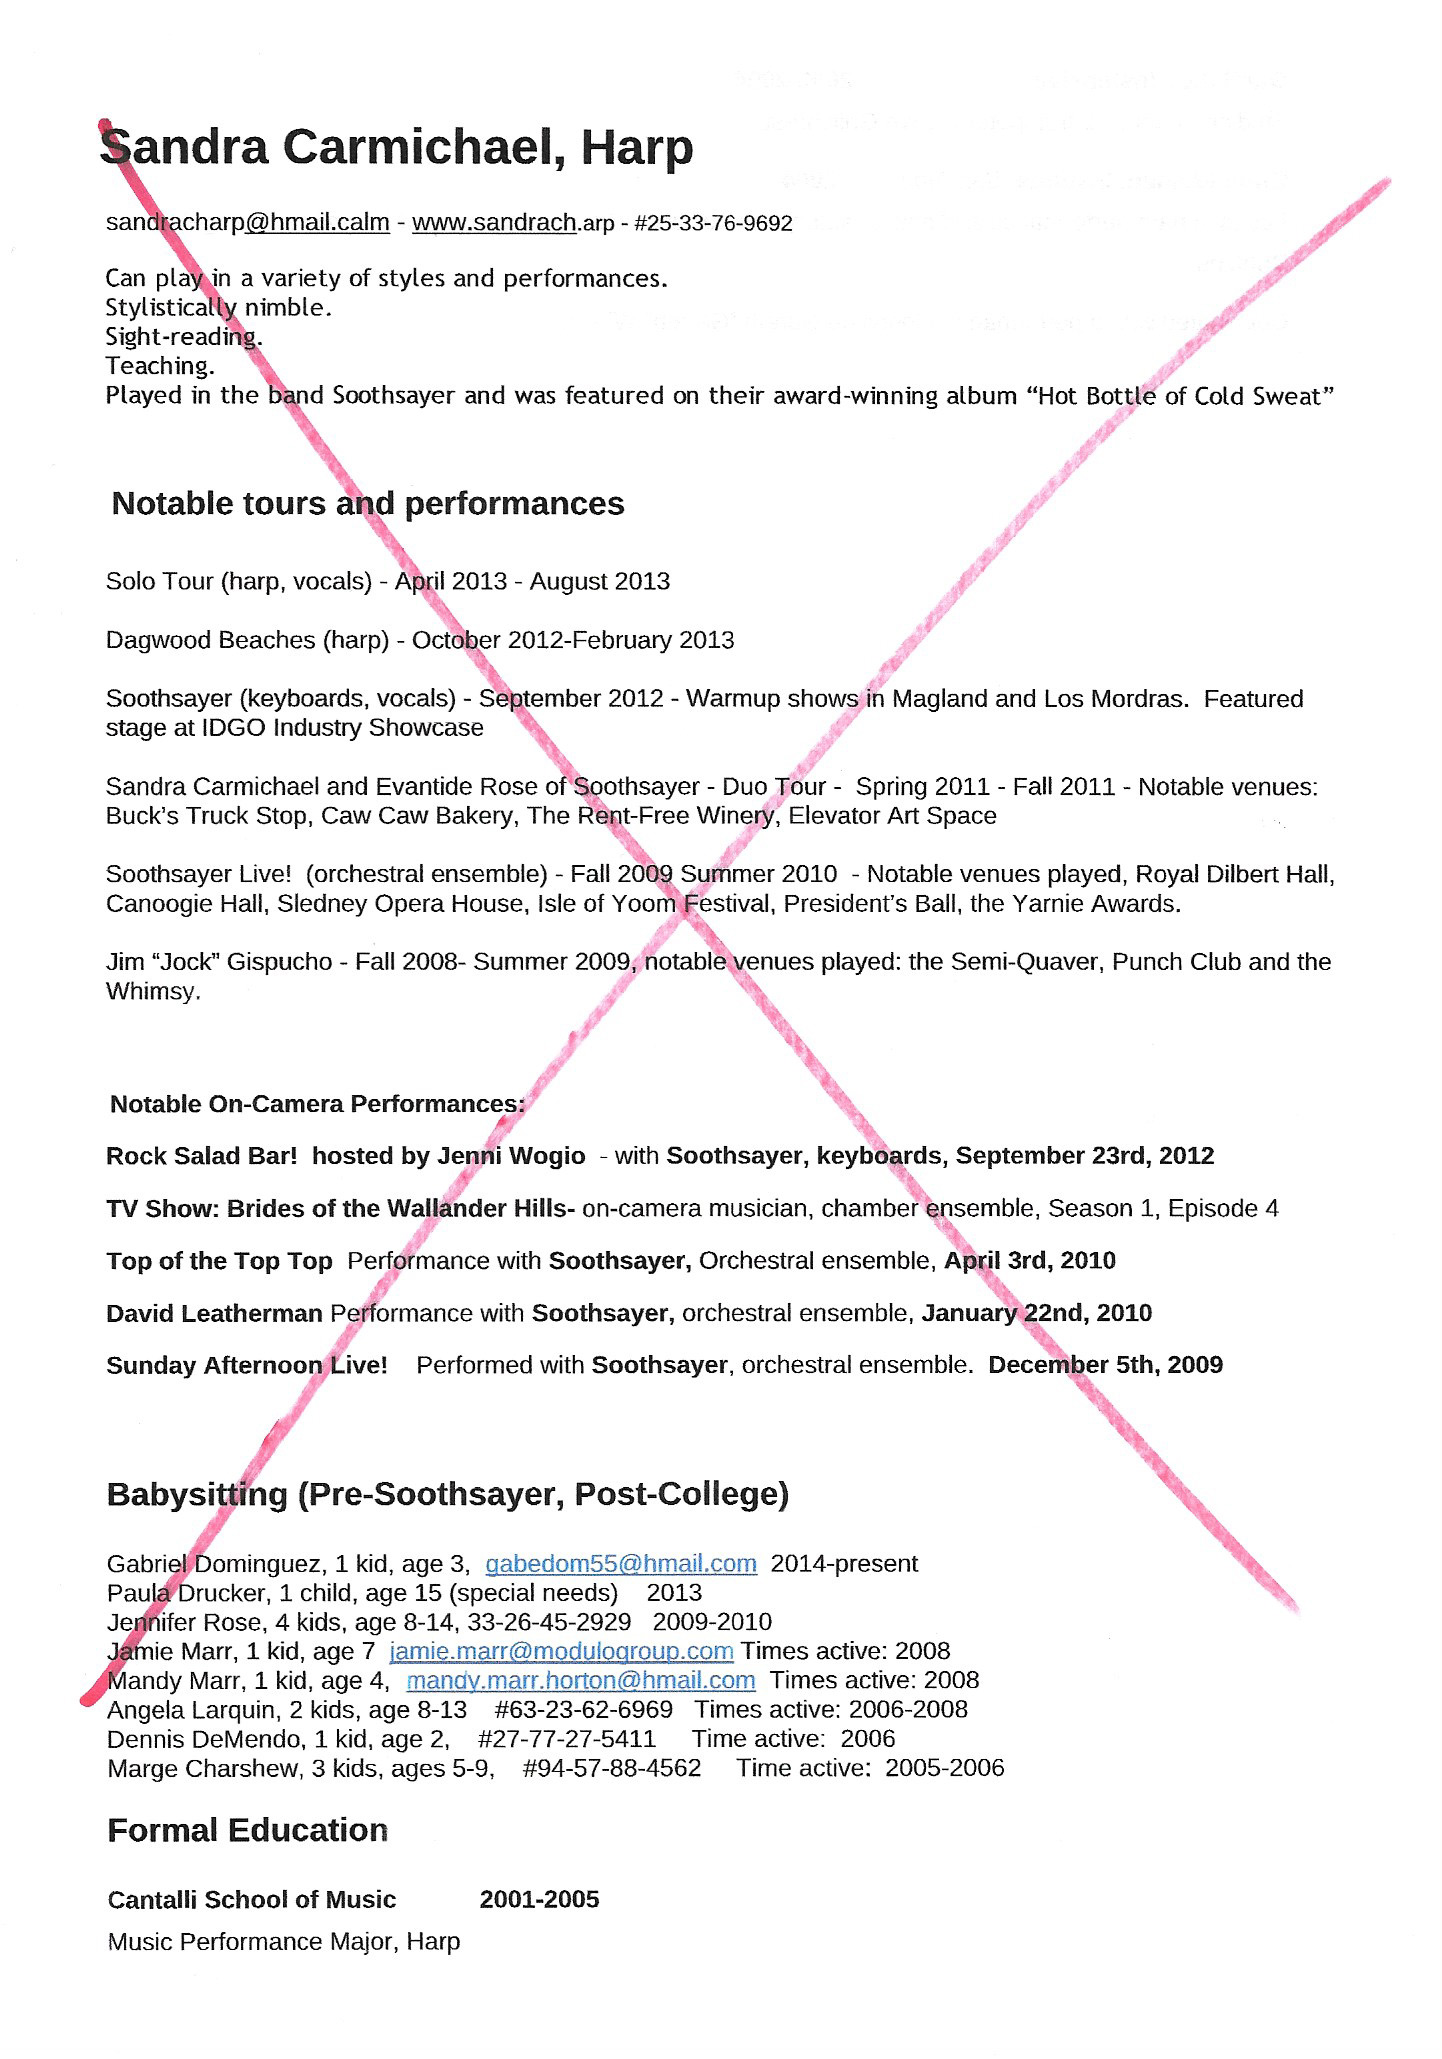 Sandra Carmichael, Harp
sandracharp@hmail.calm - www.sandrach.arp - #25-33-76-9692
Can play in a variety of styles and performances.
Stylistically nimble.
Sight-reading.
Teaching.
Played in the band Soothsayer and was featured on their award-winning album “Hot Bottle of Cold Sweat”
Notable tours and performances
Solo Tour (harp, vocals) - April 2013 - August 2013
Dagwood Beaches (harp) - October 2012-February 2013
Soothsayer (keyboards, vocals) - September 2012 - Warmup shows in Magland and Los Mordras. Featured
stage at IDGO Industry Showcase
Sandra Carmichael and Evantide Rose of Soothsayer - Duo Tour - Spring 2011 - Fall 2011 - Notable venues:
Buck’s Truck Stop, Caw Caw Bakery, The Rent-Free Winery, Elevator Art Space
Soothsayer Live! (orchestral ensemble) - Fall 2009 Summer 2010 - Notable venues played, Royal Dilbert Hall,
Canoogie Hall, Sledney Opera House, Isle of Yoom Festival, President’s Ball, the Yarnie Awards.
Jim “Jock” Gispucho - Fall 2008- Summer 2009, notable venues played: the Semi-Quaver, Punch Club and the
Whimsy.
Notable On-Camera Performances:
Rock Salad Bar! hosted by Jenni Wogio - with Soothsayer, keyboards, September 23rd, 2012
TV Show: Brides of the Wallander Hills- on-camera musician, chamber ensemble, Season 1, Episode 4
Top of the Top Top Performance with Soothsayer, Orchestral ensemble, April 3rd, 2010
David Leatherman Performance with Soothsayer, orchestral ensemble, January 22nd, 2010
Sunday Afternoon Live! Performed with Soothsayer, orchestral ensemble. December 5th, 2009
Babysitting (Pre-Soothsayer, Post-College)
Gabriel Dominguez, 1 kid, age 3, gabedom55@hmail.com 2014-present
Paula Drucker, 1 child, age 15 (special needs) 2013
Jennifer Rose, 4 kids, age 8-14, 33-26-45-2929 2009-2010
Jamie Marr, 1 kid, age 7 jamie.marr@modulogroup.com Times active: 2008
Mandy Marr, 1 kid, age 4, mandy.marr.horton@hmail.com Times active: 2008
Angela Larquin, 2 kids, age 8-13 #63-23-62-6969 Times active: 2006-2008
Dennis DeMendo, 1 kid, age 2, #27-77-27-5411 Time active: 2006
Marge Charshew, 3 kids, ages 5-9, #94-57-88-4562 Time active: 2005-2006
Formal Education
Cantalli School of Music 2001-2005
Music Performance Major, Harp